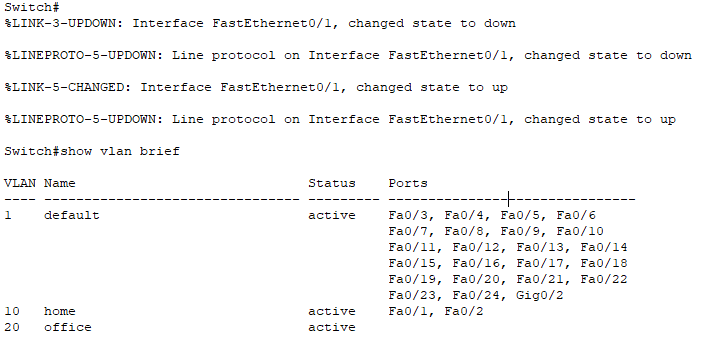 Switch#
%LINK-3-UPDOWN: Interface FastEthernet0/1, changed state to down
%LINEPROTO-5-UPDOWN: Line protocol on Interface FastEthernet0/1, changed state to down
%LINK-5-CHANGED: Interface FastEthernet0/1, changed state to up
%LINEPROTO-5-UPDOWN: Line protocol on Interface FastEthernet0/1, changed state to up
Switch#show vlan brief
VLAN Name                             Status    Ports
---- -------------------------------- --------- -------------------------------
1    default                          active    Fa0/3, Fa0/4, Fa0/5, Fa0/6
                                                Fa0/7, Fa0/8, Fa0/9, Fa0/10
                                                Fa0/11, Fa0/12, Fa0/13, Fa0/14
                                                Fa0/15, Fa0/16, Fa0/17, Fa0/18
                                                Fa0/19, Fa0/20, Fa0/21, Fa0/22
                                                Fa0/23, Fa0/24, Gig0/2
10   home                             active    Fa0/1, Fa0/2
20   office                           active